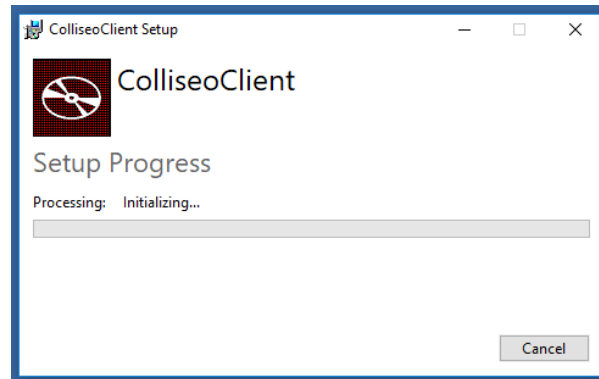 ColliseoClient Setup
ColliseoClient
Setup Progress
Processing: Initializing...
Cancel